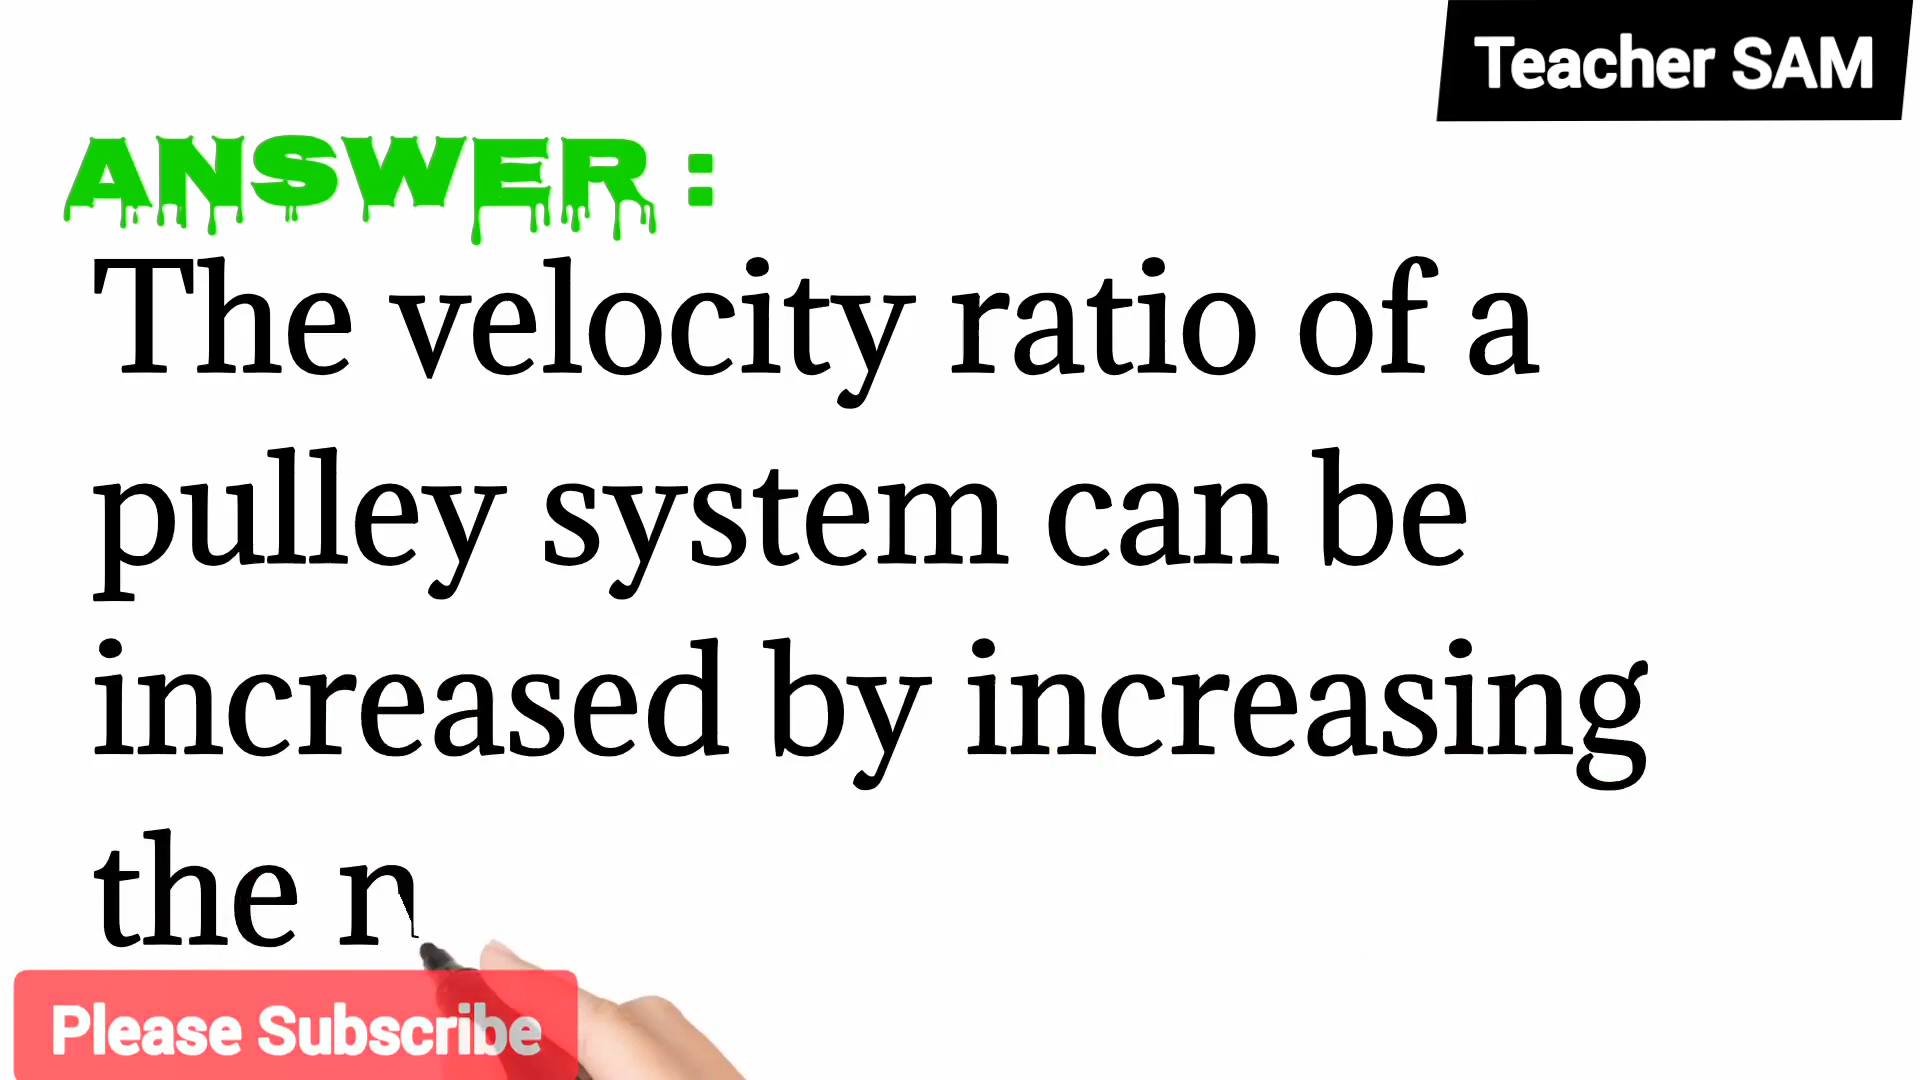 Teacher SAM
ANSWER :
The velocity ratio of a
pulley system can be
increased by increasing
the n
Please Subscribe